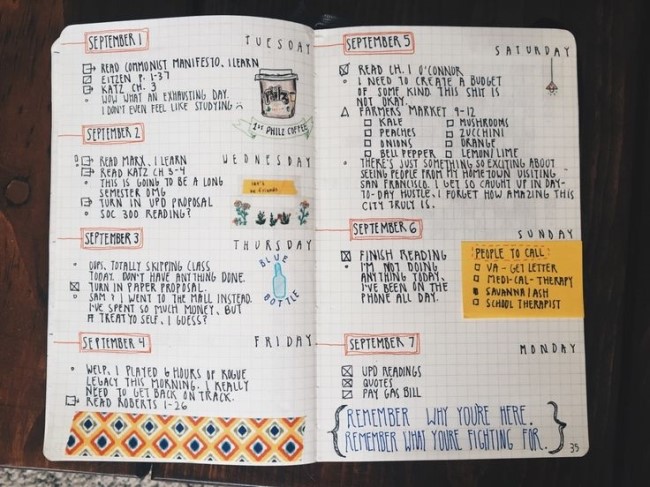 SEPTEMBER 1
TUESDAY
READ COMMUNIST MANIFESTO, ILEARN
EITZEN P. 1-37
KATZ CH. 3
WOW WHAT AN EXHAUSTING DAY.
I DON'T EVEN FEEL LIKE STUDYING
1ST PHILZ COFFEE
SEPTEMBER 2
WEDNESDAY
READ MARX, ILEARN
READ KATZ CH 3-4
THIS IS GOING TO BE A LONG
SEMESTER OMG
TURN IN UPD PROPOSAL
SOC 300 READING?
let's
be friends
SEPTEMBER 3
THURSDAY
OOPS, TOTALLY SKIPPING CLASS
TODAY. DON'T HAVE ANYTHING DONE.
TURN IN PAPER PROPOSAL
SAM & I WENT TO THE MALL INSTEAD.
I'VE SPENT SO MUCH MONEY, BUT
# TREAT YO SELF, I GUESS?
BLUE
BOTTLE
SEPTEMBER 4
FRIDAY
WELP, I PLAYED 6 HOURS OF ROGUE
LEGACY THIS MORNING. I REALLY
NEED TO GET BACK ON TRACK.
READ ROBERTS 1-26
SEPTEMBER 5
SATURDAY
READ CH. 1 O'CONNOR
I NEED TO CREATE A BUDGET
OF SOME KIND. THIS SHIT IS
NOT OKAY.
FARMERS MARKET 9-12
KALE MUSHROOMS
PEACHES ZUCCHINI
ONIONS ORANGE
BELL PEPPER LEMON/LIME
THERE'S JUST SOMETHING SO EXCITING ABOUT
SEEING PEOPLE FROM MY HOMETOWN VISITING
SAN FRANCISCO. I GET SO CAUGHT UP IN DAY-
TO-DAY HUSTLE, I FORGET HOW AMAZING THIS
CITY TRULY IS.
SEPTEMBER 6
SUNDAY
FINISH READING
I'M NOT DOING
ANYTHING TODAY.
I'VE BEEN ON THE
PHONE ALL DAY.
PEOPLE TO CALL
VA - GET LETTER
MEDI-CAL - THERAPY
SAVANNA/ASH
SCHOOL THERAPIST
SEPTEMBER 7
MONDAY
UPD READINGS
QUOTES
PAY GAS BILL
REMEMBER WHY YOU'RE HERE.
REMEMBER WHAT YOU'RE FIGHTING FOR.
35